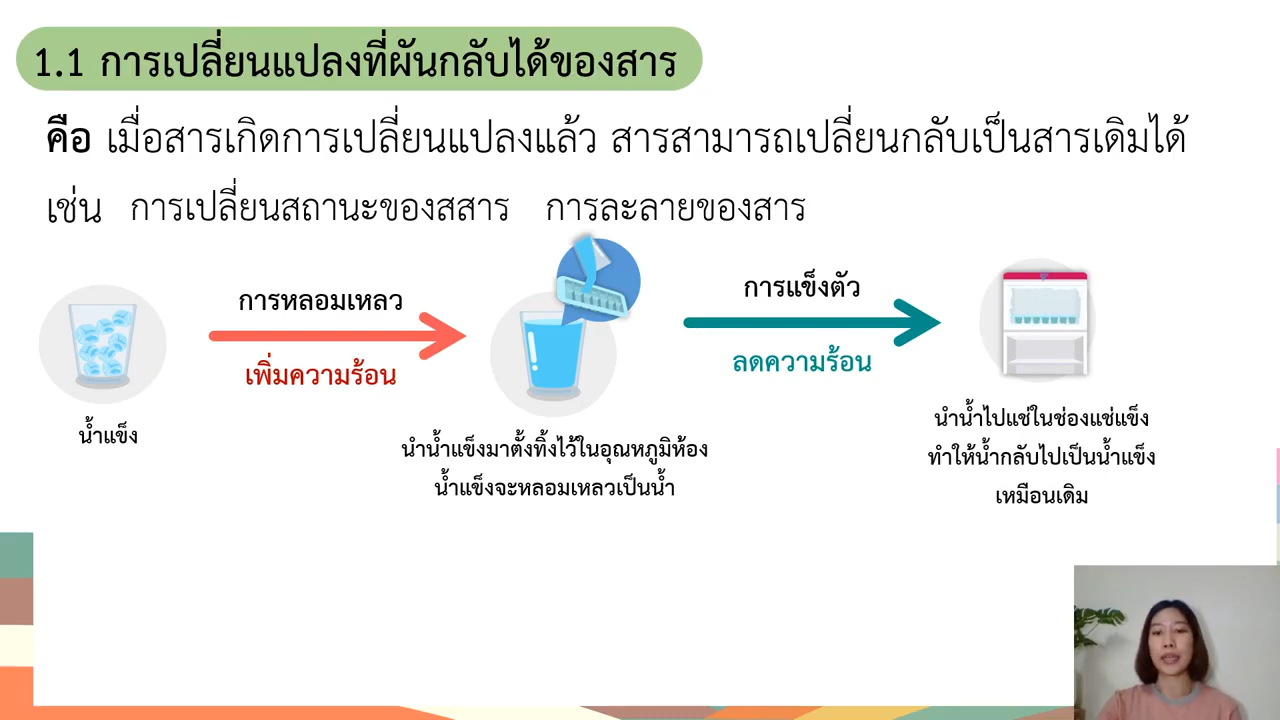 1.1 การเปลี่ยนแปลงที่ผันกลับได้ของสาร
คือ เมื่อสารเกิดการเปลี่ยนแปลงแล้ว สารสามารถเปลี่ยนกลับเป็นสารเดิมได้
เช่น การเปลี่ยนสถานะของสสาร การละลายของสาร
การหลอมเหลว
เพิ่มความร้อน
การแข็งตัว
ลดความร้อน
น้ำแข็ง
นำน้ำแข็งมาตั้งทิ้งไว้ในอุณหภูมิห้อง
น้ำแข็งจะหลอมเหลวเป็นน้ำ
นำน้ำไปแช่ในช่องแช่แข็ง
ทำให้น้ำกลับไปเป็นน้ำแข็ง
เหมือนเดิม